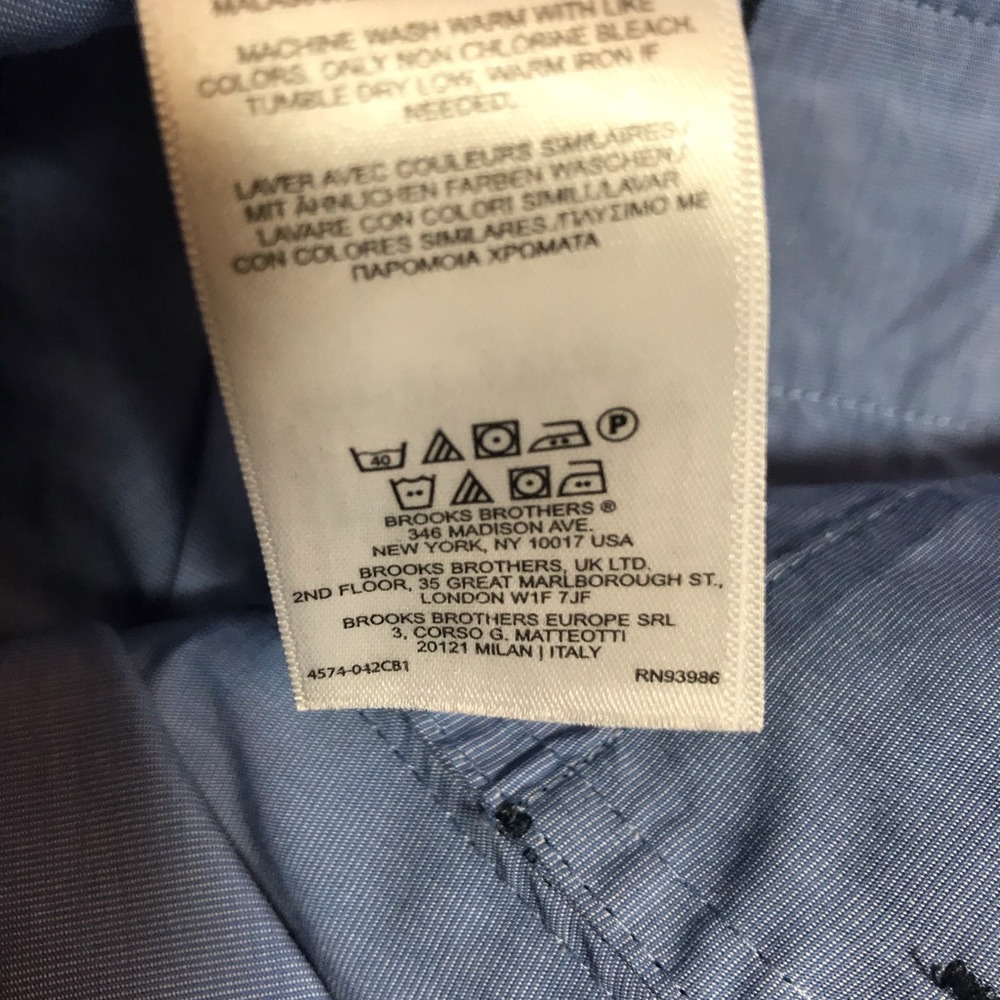 MACHINE WASH WARM WITH LIKE
COLORS. ONLY NON CHLORINE BLEACH.
TUMBLE DRY LOW. WARM IRON IF
NEEDED.
LAVER AVEC COULEURS SIMILAIRES /
MIT ÄHNLICHEN FARBEN WASCHEN /
LAVARE CON COLORI SIMILI./LAVAR
CON COLORES SIMILARES./ΠΛΥΣΙΜΟ ΜΕ
ΠΑΡΟΜΟΙΑ ΧΡΩΜΑΤΑ
40 P
BROOKS BROTHERS ®
346 MADISON AVE.
NEW YORK, NY 10017 USA
BROOKS BROTHERS, UK LTD.
2ND FLOOR, 35 GREAT MARLBOROUGH ST.,
LONDON W1F 7JF
BROOKS BROTHERS EUROPE SRL
3, CORSO G. MATTEOTTI
20121 MILAN | ITALY
4574-042CB1 RN93986